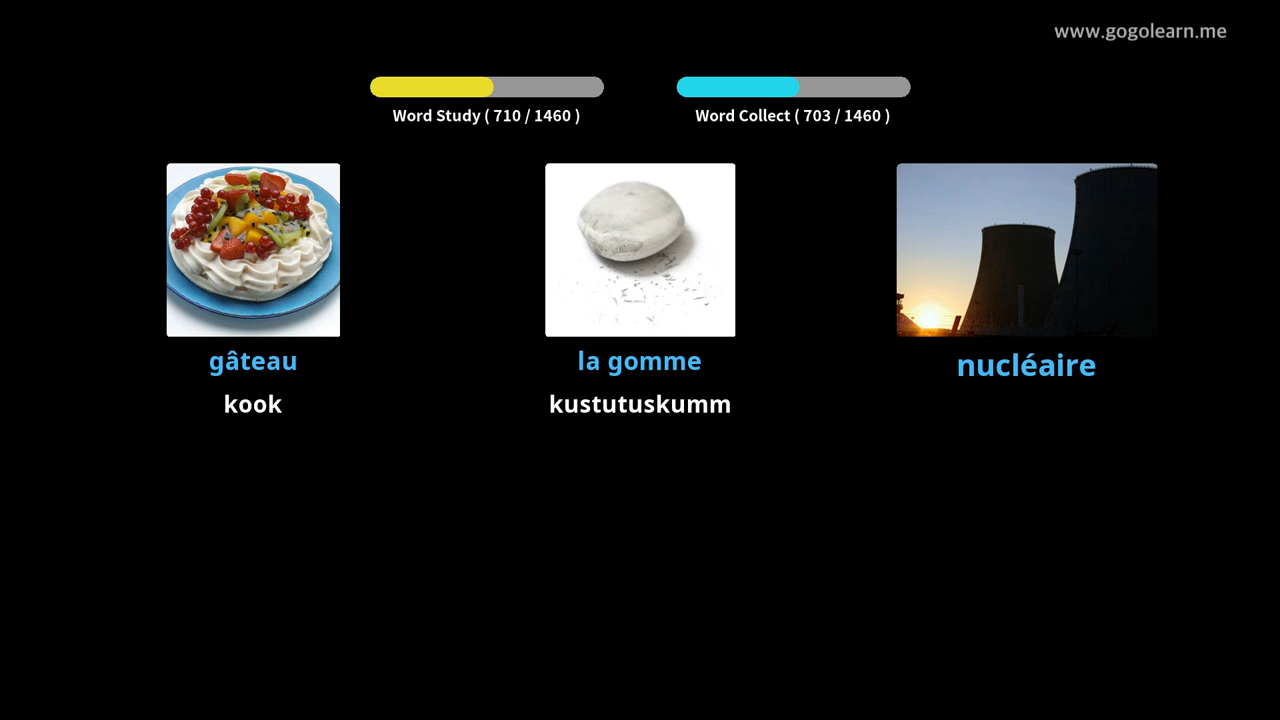 www.gogolearn.me
Word Study ( 710 / 1460 )
Word Collect ( 703 / 1460 )
gâteau
kook
la gomme
kustutuskumm
nucléaire